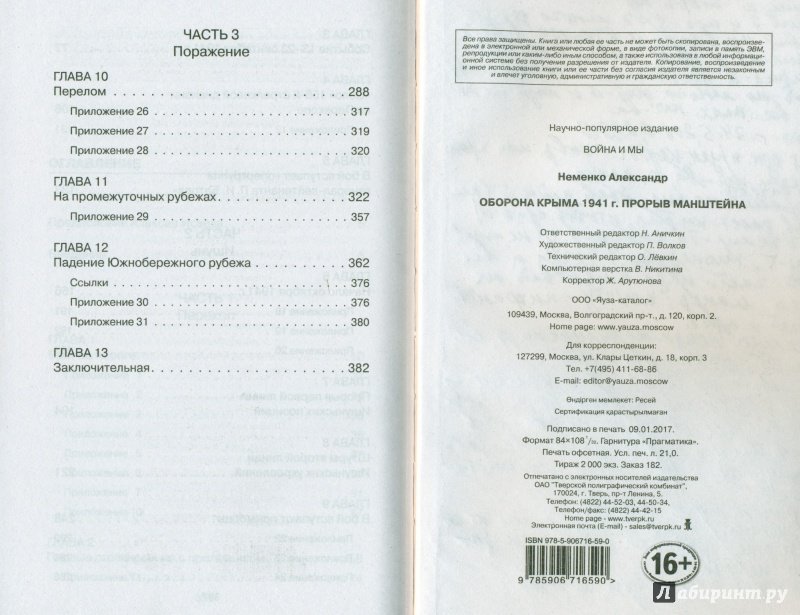 ЧАСТЬ 3
Поражение
ГЛАВА 10
Перелом . . . 288
Приложение 26 . . . 317
Приложение 27 . . . 319
Приложение 28 . . . 320
ГЛАВА 11
На промежуточных рубежах . . . 322
Приложение 29 . . . 357
ГЛАВА 12
Падение Южнобережного рубежа . . . 362
Ссылки . . . 376
Приложение 30 . . . 376
Приложение 31 . . . 380
ГЛАВА 13
Заключительная . . . 382
Все права защищены. Книга или любая ее часть не может быть скопирована, воспроизве-
дена в электронной или механической форме, в виде фотокопии, записи в память ЭВМ,
репродукции или каким-либо иным способом, а также использована в любой информаци-
онной системе без получения разрешения от издателя. Копирование, воспроизведение
и иное использование книги или ее части без согласия издателя является незаконным
и влечет уголовную, административную и гражданскую ответственность.
Научно-популярное издание
ВОЙНА И МЫ
Неменко Александр
ОБОРОНА КРЫМА 1941 г. ПРОРЫВ МАНШТЕЙНА
Ответственный редактор Н. Аничкин
Художественный редактор П. Волков
Технический редактор О. Лёвкин
Компьютерная верстка В. Никитина
Корректор Ж. Арутюнова
ООО «Яуза-каталог»
109439, Москва, Волгоградский пр-т., д. 120, корп. 2.
Home page: www.yauza.moscow
Для корреспонденции:
127299, Москва, ул. Клары Цеткин, д. 18, корп. 3
Тел. +7(495) 411-68-86
E-mail: editor@yauza.moscow
Өндірген мемлекет: Ресей
Сертификация қарастырылмаған
Подписано в печать 09.01.2017.
Формат 84×108 1/32. Гарнитура «Прагматика».
Печать офсетная. Усл. печ. л. 21,0.
Тираж 2 000 экз. Заказ 182.
Отпечатано с электронных носителей издательства
ОАО "Тверской полиграфический комбинат".
170024, г. Тверь, пр-т Ленина, 5.
Телефон: (4822) 44-52-03, 44-50-34,
Телефон/факс: (4822) 44-42-15
Home page - www.tverpk.ru
Электронная почта (E-mail) - sales@tverpk.ru
ISBN 978-5-906716-59-0
9 785906 716590 >
16+
Лабиринт.ру